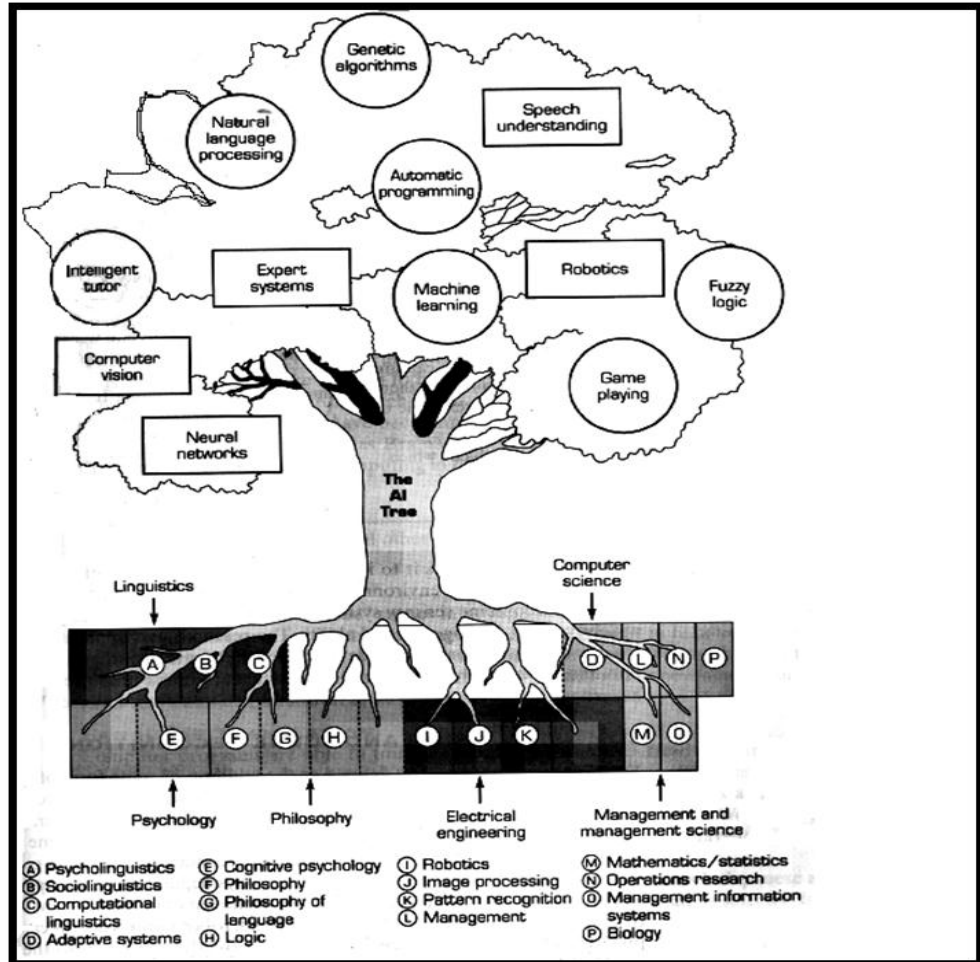 Genetic
algorithms
Speech
understanding
Natural
language
processing
Automatic
programming
Intelligent
tutor
Expert
systems
Machine
learning
Robotics
Fuzzy
logic
Computer
vision
Game
playing
Neural
networks
The
AI
Tree
Linguistics
Computer
science
A B C D L N P
E F G H I J K M O
Psychology
Philosophy
Electrical
engineering
Management and
management science
A Psycholinguistics
B Sociolinguistics
C Computational
linguistics
D Adaptive systems
E Cognitive psychology
F Philosophy
G Philosophy of
language
H Logic
I Robotics
J Image processing
K Pattern recognition
L Management
M Mathematics/statistics
N Operations research
O Management information
systems
P Biology